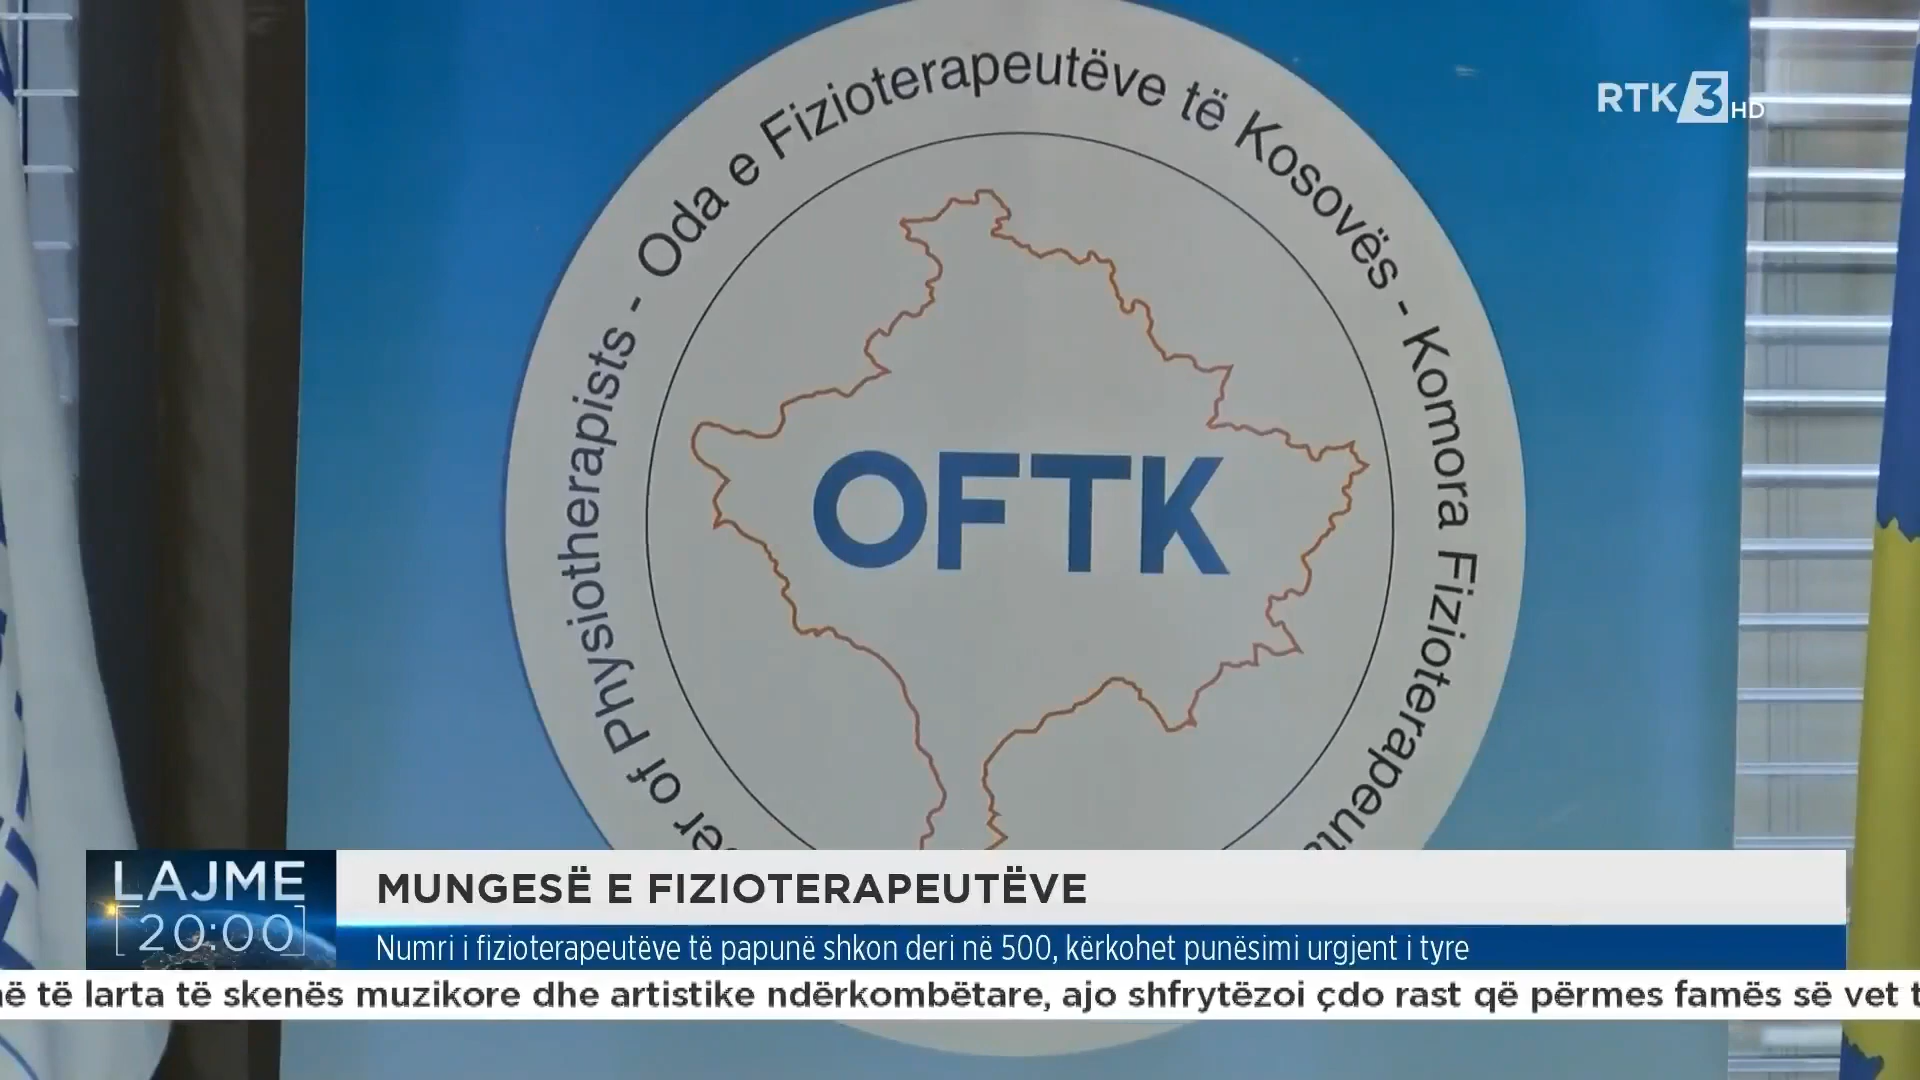 Oda e Fizioterapeutëve të Kosovës - Komora
of Physiotherapists -
RTK 3 HD
OFTK
LAJME
20:00
MUNGESË E FIZIOTERAPEUTËVE
Numri i fizioterapeutëve të papunë shkon deri në 500, kërkohet punësimi urgjent i tyre
të larta të skenës muzikore dhe artistike ndërkombëtare, ajo shfrytëzoi çdo rast që përmes famës së vet